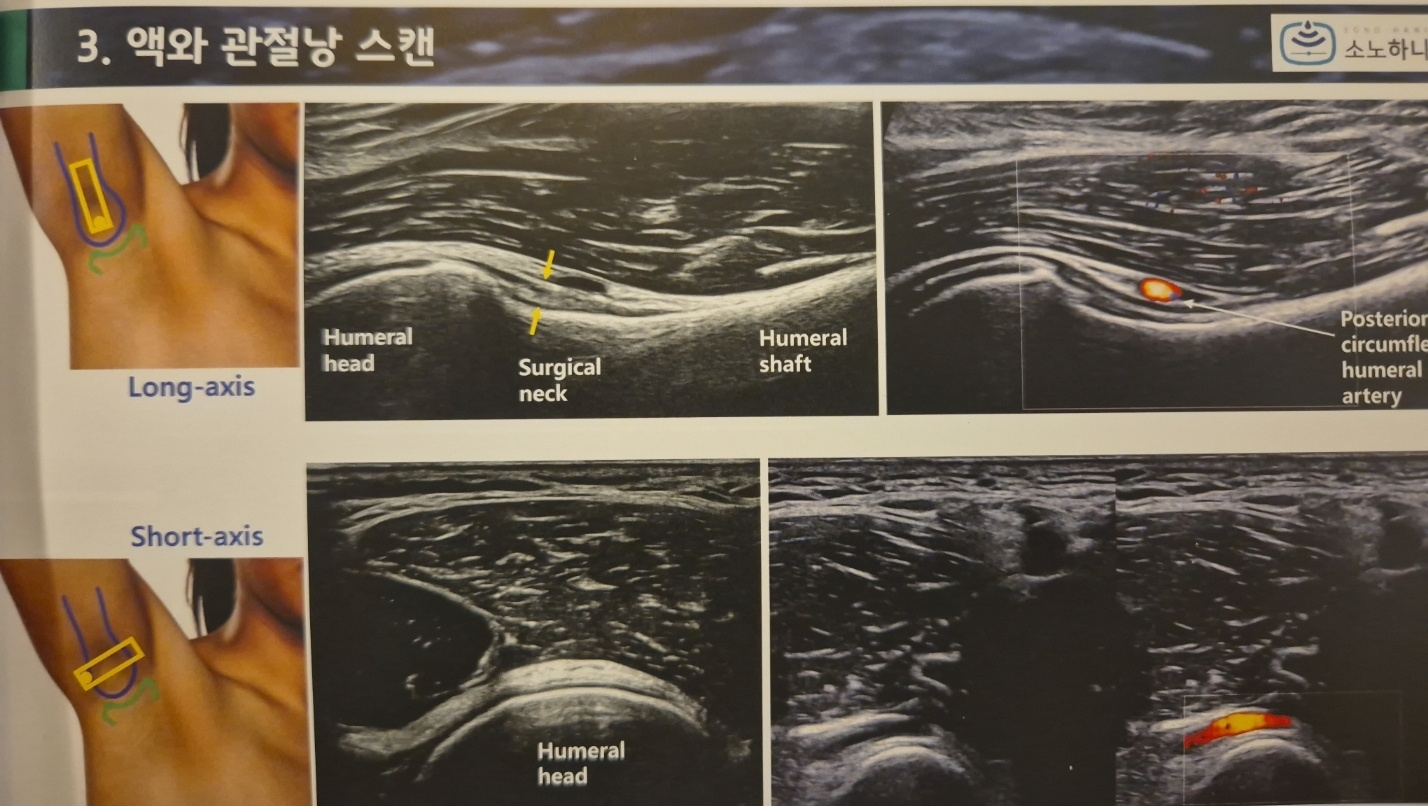 3. 액와 관절낭 스캔
소노하니
Humeral
head
Surgical
neck
Humeral
shaft
Posterior
circumfle
humeral
artery
Long-axis
Short-axis
Humeral
head